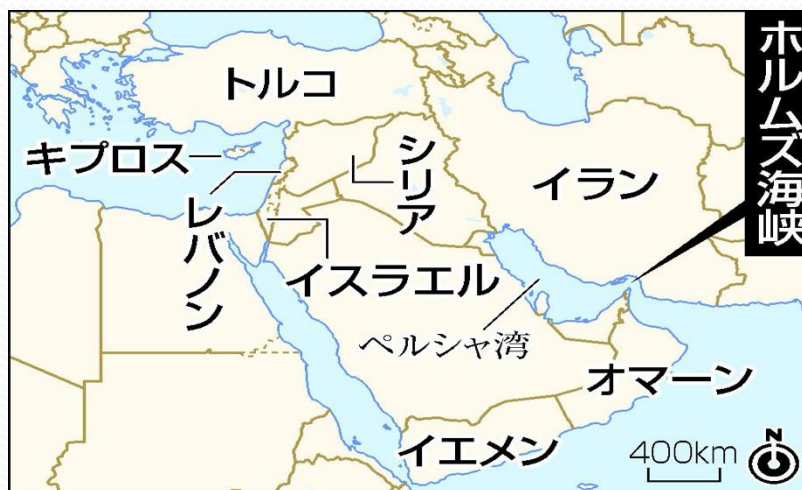 ホルムズ海峡
トルコ
キプロス
シリア
イラン
レバノン
イスラエル
ペルシャ湾
オマーン
イエメン
400km
N